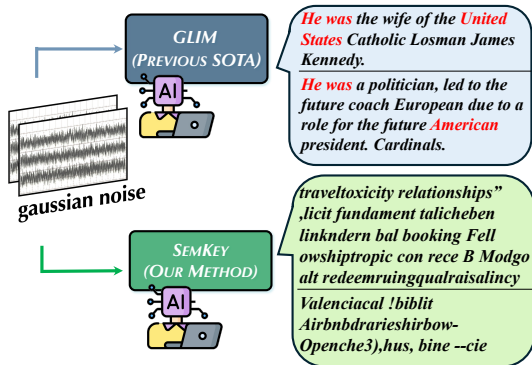 GLIM
(PREVIOUS SOTA)
AI
He was the wife of the United
States Catholic Losman James
Kennedy.
He was a politician, led to the
future coach European due to a
role for the future American
president. Cardinals.
gaussian noise
SEMKEY
(OUR METHOD)
AI
traveltoxicity relationships”
,licit fundament talicheben
linkndern bal booking Fell
owshiptropic con rece B Modgo
alt redeemruingqualraisalincy
Valenciacal !biblit
Airbnbdrarieshirbow-
Openche3),hus, bine --cie